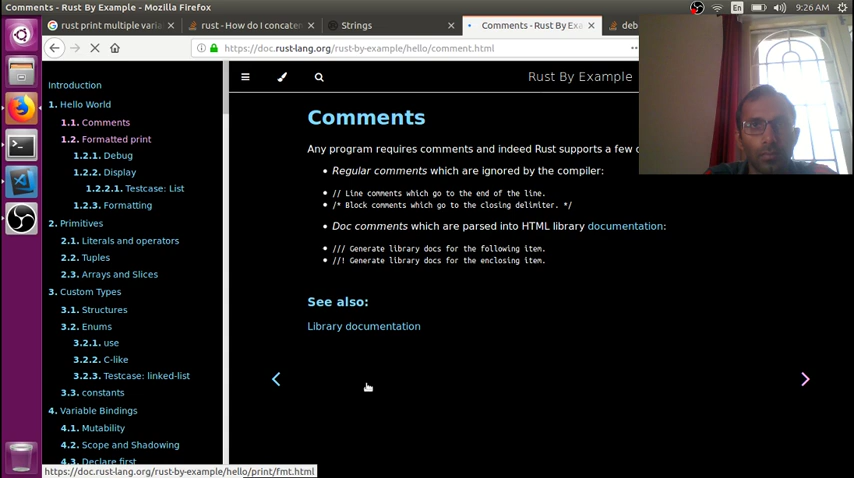 Comments - Rust By Example - Mozilla Firefox
En
9:26 AM
rust print multiple varia
rust - How do I concaten
Strings
Comments - Rust By Exa
deb
https://doc.rust-lang.org/rust-by-example/hello/comment.html
Introduction
1. Hello World
1.1. Comments
1.2. Formatted print
1.2.1. Debug
1.2.2. Display
1.2.2.1. Testcase: List
1.2.3. Formatting
2. Primitives
2.1. Literals and operators
2.2. Tuples
2.3. Arrays and Slices
3. Custom Types
3.1. Structures
3.2. Enums
3.2.1. use
3.2.2. C-like
3.2.3. Testcase: linked-list
3.3. constants
4. Variable Bindings
4.1. Mutability
4.2. Scope and Shadowing
4.3. Declare first
Rust By Example
Comments
Any program requires comments and indeed Rust supports a few
• Regular comments which are ignored by the compiler:
• // Line comments which go to the end of the line.
• /* Block comments which go to the closing delimiter. */
• Doc comments which are parsed into HTML library documentation:
• /// Generate library docs for the following item.
• //! Generate library docs for the enclosing item.
See also:
Library documentation
https://doc.rust-lang.org/rust-by-example/hello/print/fmt.html